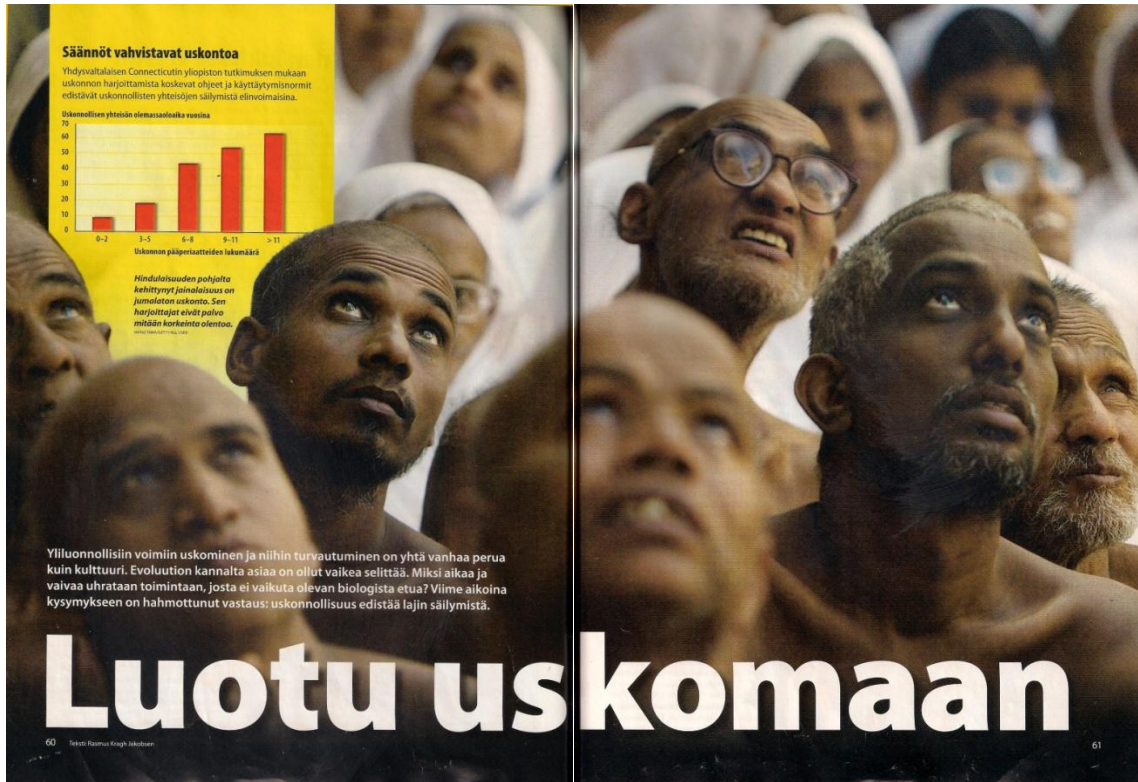 Säännöt vahvistavat uskontoa
Yhdysvaltalaisen Connecticutin yliopiston tutkimuksen mukaan
uskonnon harjoittamista koskevat ohjeet ja käyttäytymisnormit
edistävät uskonnollisten yhteisöjen säilymistä elinvoimaisina.
Uskonnollisen yhteisön olemassaoloaika vuosina
70
60
50
40
30
20
10
0
0–2 3–5 6–8 9–11 > 11
Uskonnon pääperiaatteiden lukumäärä
Hindulaisuuden pohjalta
kehittynyt jainalaisuus on
jumalaton uskonto. Sen
harjoittajat eivät palvo
mitään korkeinta olentoa.
Yliluonnollisiin voimiin uskominen ja niihin turvautuminen on yhtä vanhaa perua
kuin kulttuuri. Evoluution kannalta asiaa on ollut vaikea selittää. Miksi aikaa ja
vaivaa uhrataan toimintaan, josta ei vaikuta olevan biologista etua? Viime aikoina
kysymykseen on hahmottunut vastaus: uskonnollisuus edistää lajin säilymistä.
Luotu uskomaan
60 Teksti Rasmus Kragh Jakobsen
61